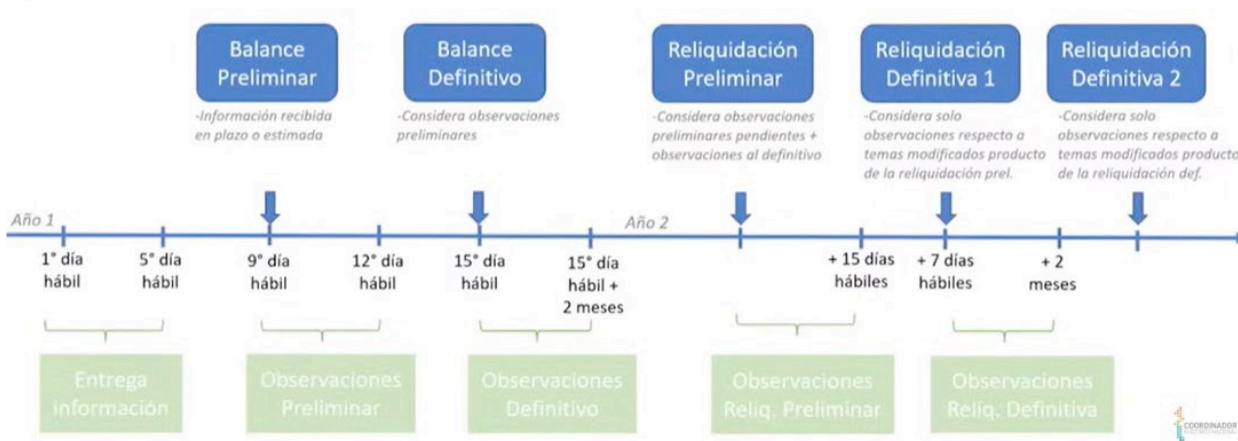 Balance
Preliminar
Balance
Definitivo
Reliquidación
Preliminar
Reliquidación
Definitiva 1
Reliquidación
Definitiva 2
-Información recibida
en plazo o estimada
-Considera observaciones
preliminares
-Considera observaciones
preliminares pendientes +
observaciones al definitivo
-Considera solo
observaciones respecto a
temas modificados producto
de la reliquidación prel.
-Considera solo
observaciones respecto a
temas modificados producto
de la reliquidación def.
Año 1
Año 2
1° día
hábil
5° día
hábil
9° día
hábil
12° día
hábil
15° día
hábil
15° día
hábil +
2 meses
+ 15 días
hábiles
+ 7 días
hábiles
+ 2
meses
Entrega
información
Observaciones
Preliminar
Observaciones
Definitivo
Observaciones
Reliq. Preliminar
Observaciones
Reliq. Definitiva
COORDINADOR